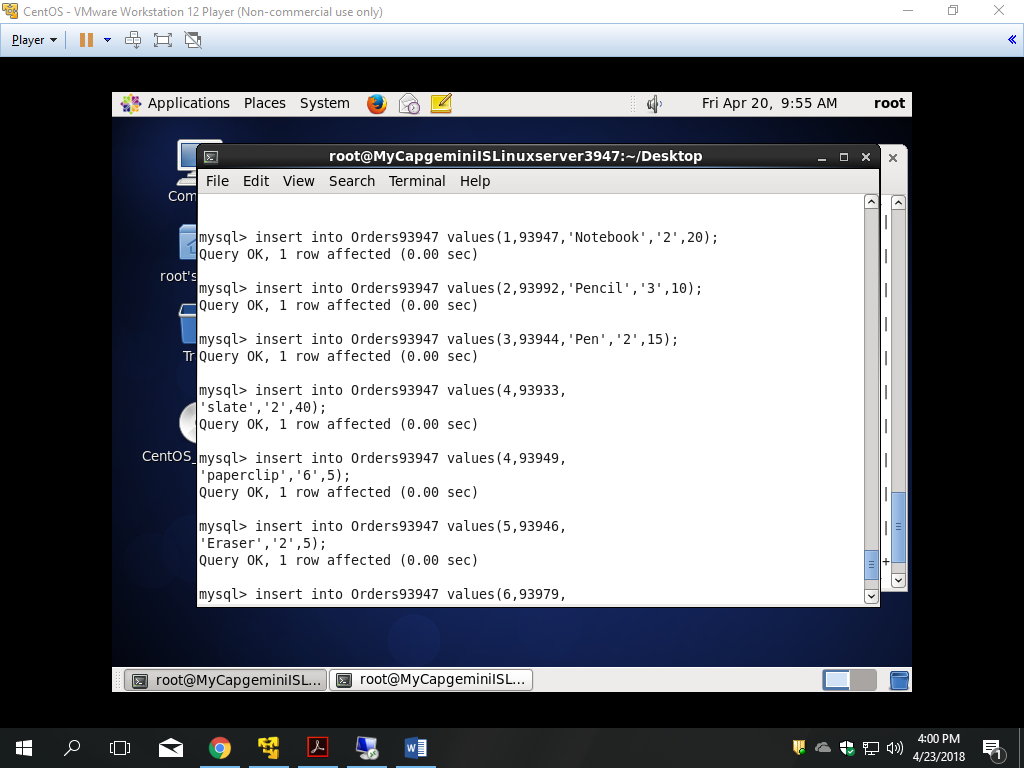 CentOS - VMware Workstation 12 Player (Non-commercial use only)
Player
Applications Places System
Fri Apr 20, 9:55 AM
root
root@MyCapgeminiISLinuxserver3947:~/Desktop
File Edit View Search Terminal Help
Com
root's
Tr
CentOS_
mysql> insert into Orders93947 values(1,93947,'Notebook','2',20);
Query OK, 1 row affected (0.00 sec)
mysql> insert into Orders93947 values(2,93992,'Pencil','3',10);
Query OK, 1 row affected (0.00 sec)
mysql> insert into Orders93947 values(3,93944,'Pen','2',15);
Query OK, 1 row affected (0.00 sec)
mysql> insert into Orders93947 values(4,93933,
'slate','2',40);
Query OK, 1 row affected (0.00 sec)
mysql> insert into Orders93947 values(4,93949,
'paperclip','6',5);
Query OK, 1 row affected (0.00 sec)
mysql> insert into Orders93947 values(5,93946,
'Eraser','2',5);
Query OK, 1 row affected (0.00 sec)
mysql> insert into Orders93947 values(6,93979,
root@MyCapgeminiISL...
root@MyCapgeminiISL...
4:00 PM
4/23/2018
1